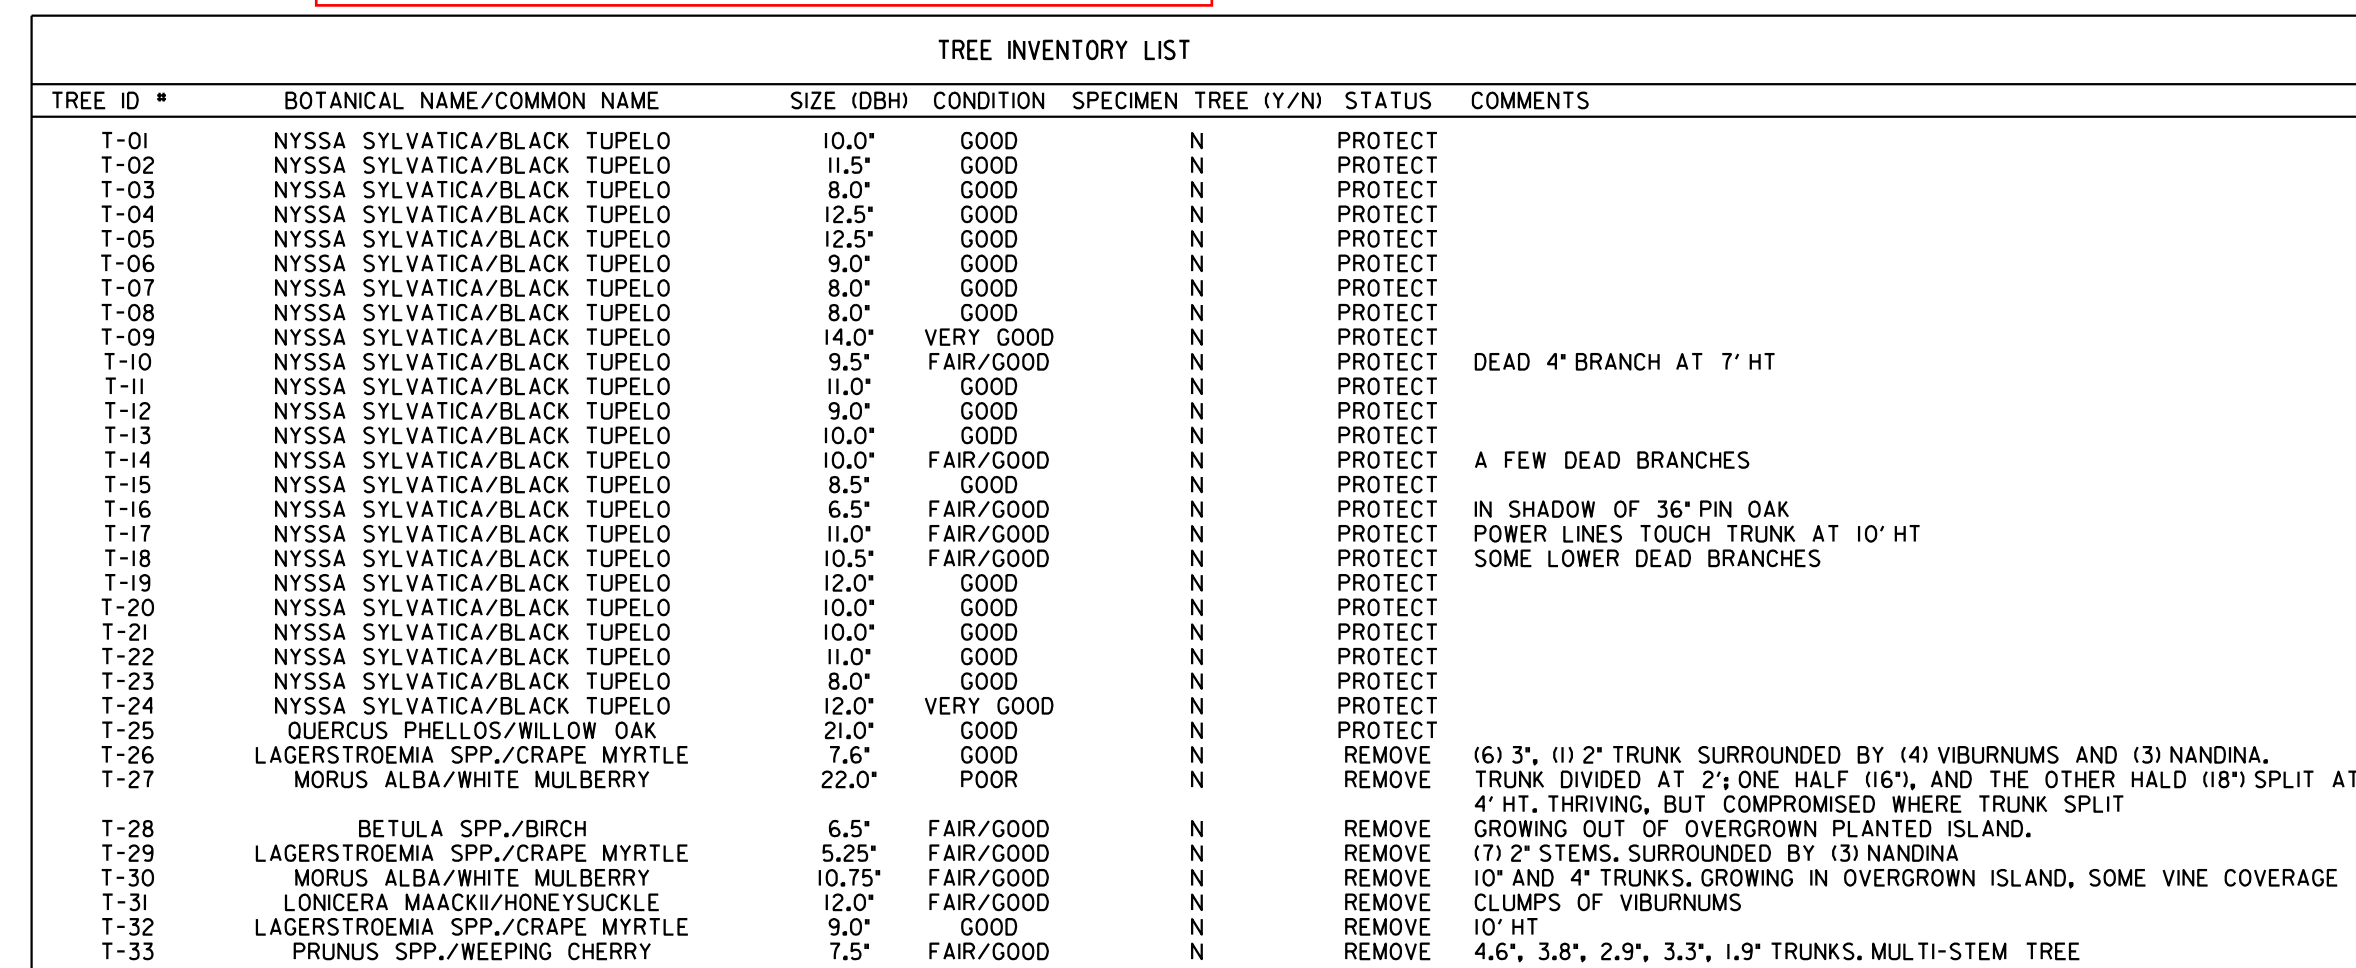 TREE INVENTORY LIST
TREE ID # BOTANICAL NAME/COMMON NAME SIZE (DBH) CONDITION SPECIMEN TREE (Y/N) STATUS COMMENTS
T-01 NYSSA SYLVATICA/BLACK TUPELO 10.0" GOOD N PROTECT
T-02 NYSSA SYLVATICA/BLACK TUPELO 11.5" GOOD N PROTECT
T-03 NYSSA SYLVATICA/BLACK TUPELO 8.0" GOOD N PROTECT
T-04 NYSSA SYLVATICA/BLACK TUPELO 12.5" GOOD N PROTECT
T-05 NYSSA SYLVATICA/BLACK TUPELO 12.5" GOOD N PROTECT
T-06 NYSSA SYLVATICA/BLACK TUPELO 9.0" GOOD N PROTECT
T-07 NYSSA SYLVATICA/BLACK TUPELO 8.0" GOOD N PROTECT
T-08 NYSSA SYLVATICA/BLACK TUPELO 8.0" GOOD N PROTECT
T-09 NYSSA SYLVATICA/BLACK TUPELO 14.0" VERY GOOD N PROTECT
T-10 NYSSA SYLVATICA/BLACK TUPELO 9.5" FAIR/GOOD N PROTECT DEAD 4" BRANCH AT 7' HT
T-11 NYSSA SYLVATICA/BLACK TUPELO 11.0" GOOD N PROTECT
T-12 NYSSA SYLVATICA/BLACK TUPELO 9.0" GOOD N PROTECT
T-13 NYSSA SYLVATICA/BLACK TUPELO 10.0" GODD N PROTECT
T-14 NYSSA SYLVATICA/BLACK TUPELO 10.0" FAIR/GOOD N PROTECT A FEW DEAD BRANCHES
T-15 NYSSA SYLVATICA/BLACK TUPELO 8.5" GOOD N PROTECT
T-16 NYSSA SYLVATICA/BLACK TUPELO 6.5" FAIR/GOOD N PROTECT IN SHADOW OF 36" PIN OAK
T-17 NYSSA SYLVATICA/BLACK TUPELO 11.0" FAIR/GOOD N PROTECT POWER LINES TOUCH TRUNK AT 10' HT
T-18 NYSSA SYLVATICA/BLACK TUPELO 10.5" FAIR/GOOD N PROTECT SOME LOWER DEAD BRANCHES
T-19 NYSSA SYLVATICA/BLACK TUPELO 12.0" GOOD N PROTECT
T-20 NYSSA SYLVATICA/BLACK TUPELO 10.0" GOOD N PROTECT
T-21 NYSSA SYLVATICA/BLACK TUPELO 10.0" GOOD N PROTECT
T-22 NYSSA SYLVATICA/BLACK TUPELO 11.0" GOOD N PROTECT
T-23 NYSSA SYLVATICA/BLACK TUPELO 8.0" GOOD N PROTECT
T-24 NYSSA SYLVATICA/BLACK TUPELO 12.0" VERY GOOD N PROTECT
T-25 QUERCUS PHELLOS/WILLOW OAK 21.0" GOOD N PROTECT
T-26 LAGERSTROEMIA SPP./CRAPE MYRTLE 7.6" GOOD N REMOVE (6) 3", (1) 2" TRUNK SURROUNDED BY (4) VIBURNUMS AND (3) NANDINA.
T-27 MORUS ALBA/WHITE MULBERRY 22.0" POOR N REMOVE TRUNK DIVIDED AT 2'; ONE HALF (16"), AND THE OTHER HALD (18") SPLIT AT
4' HT. THRIVING, BUT COMPROMISED WHERE TRUNK SPLIT
T-28 BETULA SPP./BIRCH 6.5" FAIR/GOOD N REMOVE GROWING OUT OF OVERGROWN PLANTED ISLAND.
T-29 LAGERSTROEMIA SPP./CRAPE MYRTLE 5.25" FAIR/GOOD N REMOVE (7) 2" STEMS. SURROUNDED BY (3) NANDINA
T-30 MORUS ALBA/WHITE MULBERRY 10.75" FAIR/GOOD N REMOVE 10" AND 4" TRUNKS. GROWING IN OVERGROWN ISLAND, SOME VINE COVERAGE
T-31 LONICERA MAACKII/HONEYSUCKLE 12.0" FAIR/GOOD N REMOVE CLUMPS OF VIBURNUMS
T-32 LAGERSTROEMIA SPP./CRAPE MYRTLE 9.0" GOOD N REMOVE 10' HT
T-33 PRUNUS SPP./WEEPING CHERRY 7.5" FAIR/GOOD N REMOVE 4.6", 3.8", 2.9", 3.3", 1.9" TRUNKS. MULTI-STEM TREE